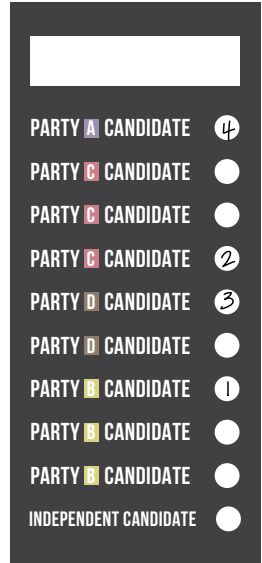 PARTY A CANDIDATE 4
PARTY C CANDIDATE
PARTY C CANDIDATE
PARTY C CANDIDATE 2
PARTY D CANDIDATE 3
PARTY D CANDIDATE
PARTY B CANDIDATE 1
PARTY B CANDIDATE
PARTY B CANDIDATE
INDEPENDENT CANDIDATE